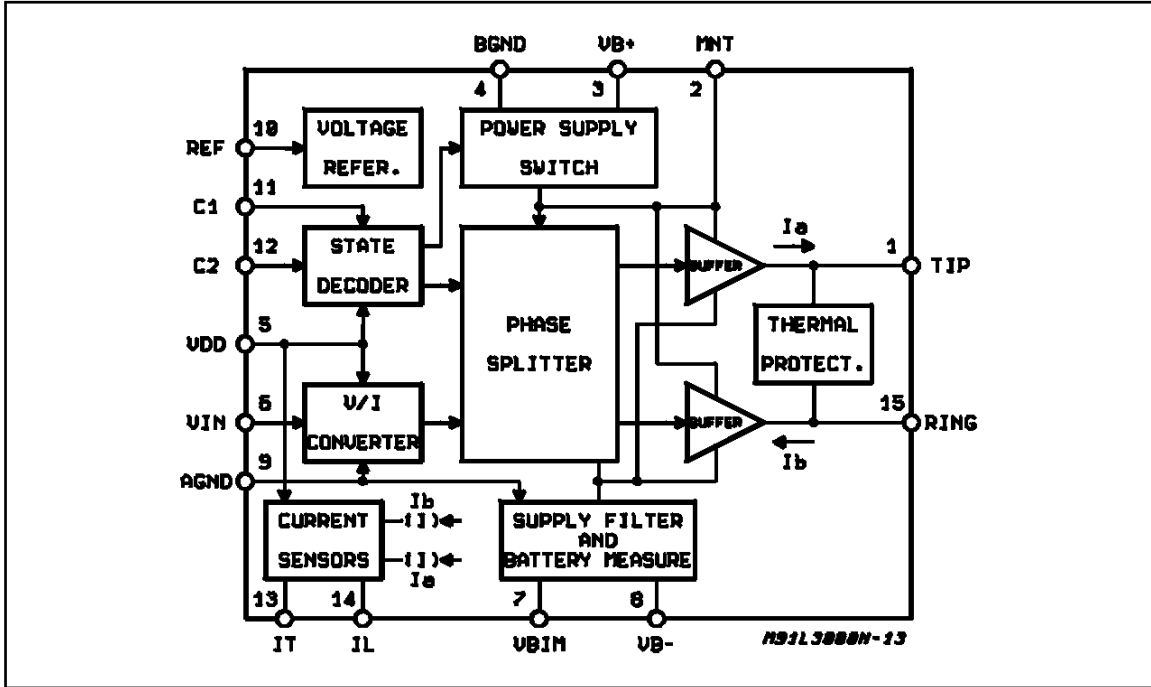 BGND VB+ MNT
4 3 2
REF 10 VOLTAGE REFER.
POWER SUPPLY SWITCH
C1 11
C2 12 STATE DECODER
Ia
BUFFER
1 TIP
VDD 5
PHASE SPLITTER
THERMAL PROTECT.
VIN 6 V/I CONVERTER
BUFFER
15 RING
Ib
AGND 9
CURRENT SENSORS
Ib
Ia
SUPPLY FILTER AND BATTERY MEASURE
13 14 7 8
IT IL VBIM VB-
M91L3000N-13